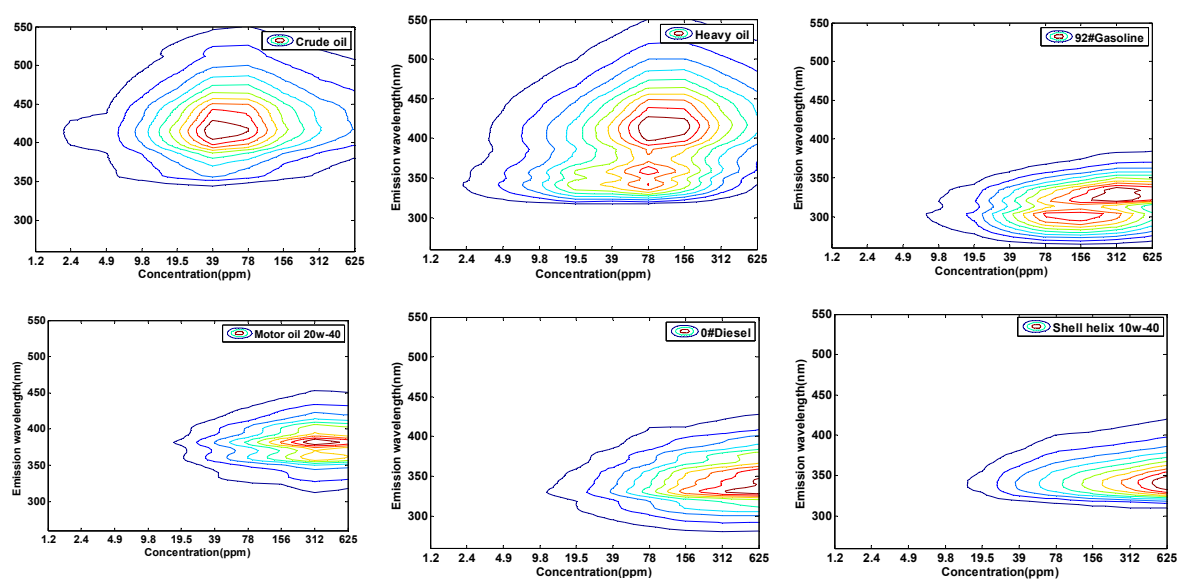 Crude oil
550
500
450
400
350
300
1.2 2.4 4.9 9.8 19.5 39 78 156 312 625
Concentration(ppm)
Heavy oil
Emission wavelength(nm)
550
500
450
400
350
300
1.2 2.4 4.9 9.8 19.5 39 78 156 312 625
Concentration(ppm)
92#Gasoline
Emission wavelength(nm)
550
500
450
400
350
300
1.2 2.4 4.9 9.8 19.5 39 78 156 312 625
Concentration(ppm)
Motor oil 20w-40
Emission wavelength(nm)
550
500
450
400
350
300
1.2 2.4 4.9 9.8 19.5 39 78 156 312 625
Concentration(ppm)
0#Diesel
Emission wavelength(nm)
550
500
450
400
350
300
1.2 2.4 4.9 9.8 19.5 39 78 156 312 625
Concentration(ppm)
Shell helix 10w-40
Emission wavelength(nm)
550
500
450
400
350
300
1.2 2.4 4.9 9.8 19.5 39 78 156 312 625
Concentration(ppm)